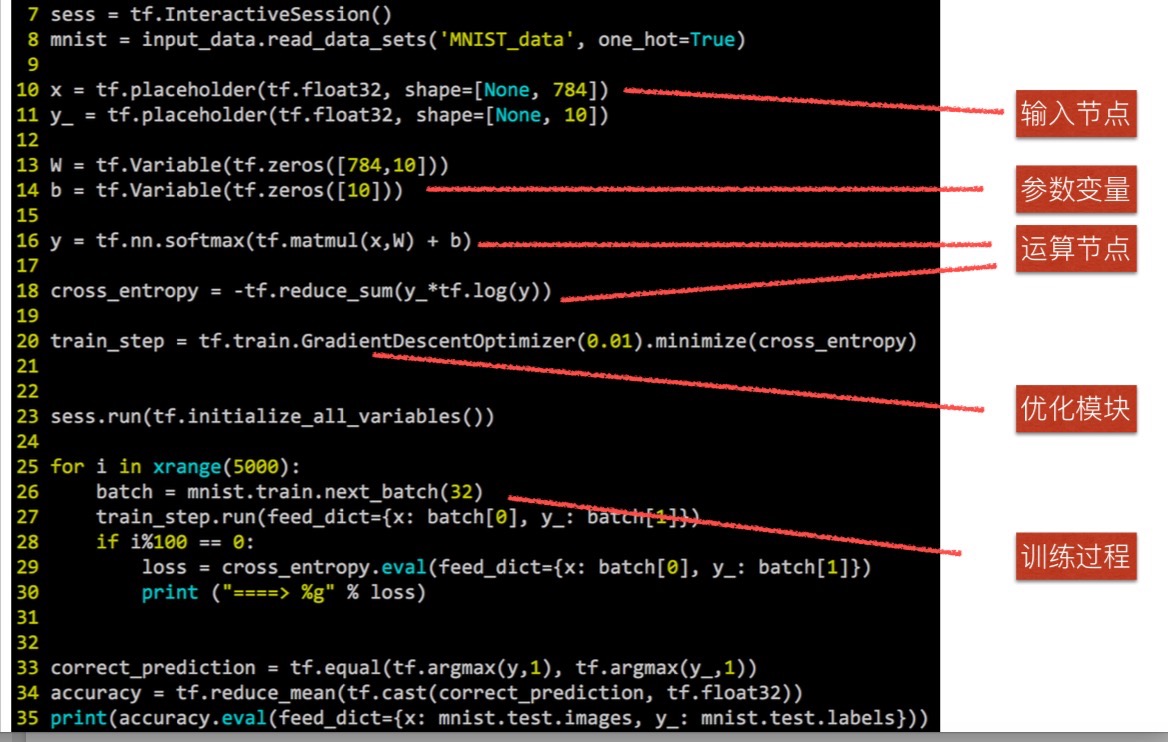 7 sess = tf.InteractiveSession()
8 mnist = input_data.read_data_sets('MNIST_data', one_hot=True)
9
10 x = tf.placeholder(tf.float32, shape=[None, 784])
输入节点
11 y_ = tf.placeholder(tf.float32, shape=[None, 10])
12
13 W = tf.Variable(tf.zeros([784,10]))
14 b = tf.Variable(tf.zeros([10]))
参数变量
15
16 y = tf.nn.softmax(tf.matmul(x,W) + b)
运算节点
17
18 cross_entropy = -tf.reduce_sum(y_*tf.log(y))
19
20 train_step = tf.train.GradientDescentOptimizer(0.01).minimize(cross_entropy)
21
优化模块
22
23 sess.run(tf.initialize_all_variables())
24
25 for i in xrange(5000):
26     batch = mnist.train.next_batch(32)
27     train_step.run(feed_dict={x: batch[0], y_: batch[1]})
28     if i%100 == 0:
训练过程
29         loss = cross_entropy.eval(feed_dict={x: batch[0], y_: batch[1]})
30         print ("====> %g" % loss)
31
32
33 correct_prediction = tf.equal(tf.argmax(y,1), tf.argmax(y_,1))
34 accuracy = tf.reduce_mean(tf.cast(correct_prediction, tf.float32))
35 print(accuracy.eval(feed_dict={x: mnist.test.images, y_: mnist.test.labels}))